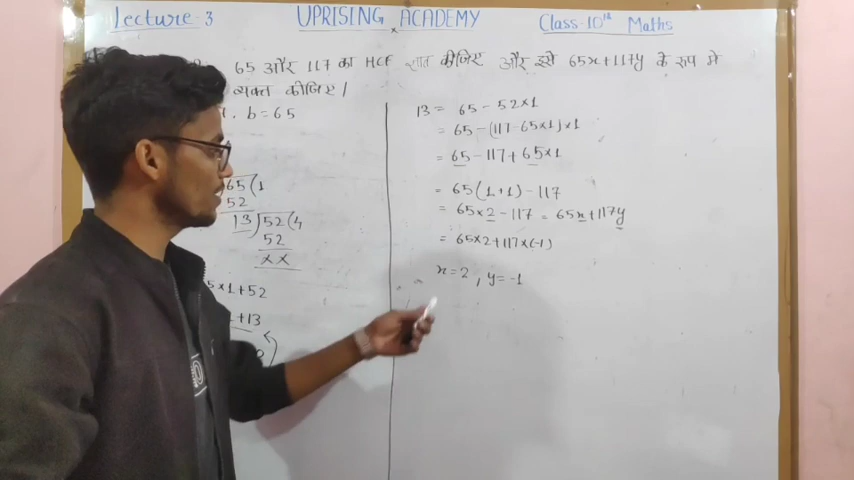 Lecture-3
UPRISING ACADEMY
Class-10th Maths
65 और 117 का HCF ज्ञात कीजिए और इसे 65x+117y के रूप में
व्यक्त कीजिए।
b=65
65(1
52
13)52(4
52
XX
5×1+52
+13
13 = 65-52×1
= 65-(117-65×1)×1
= 65-117+65×1
= 65(1+1)-117
= 65×2-117 = 65x+117y
= 65×2+117×(-1)
x=2, y=-1